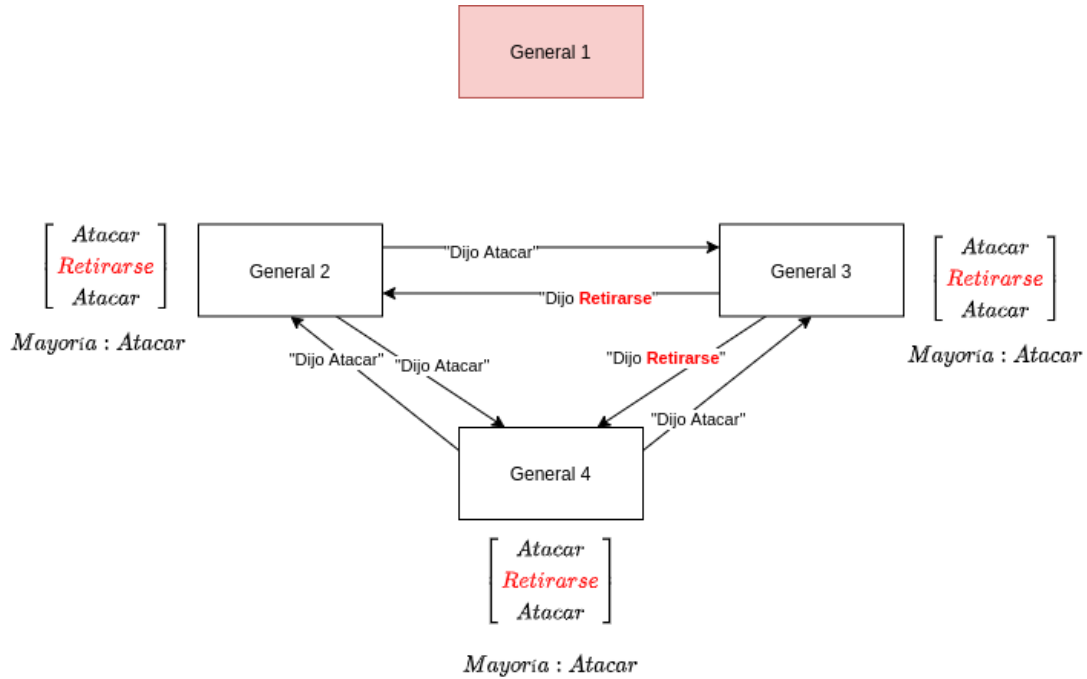 General 1
Atacar
Retirarse
Atacar
Mayoría : Atacar
General 2
"Dijo Atacar"
"Dijo Retirarse"
General 3
Atacar
Retirarse
Atacar
Mayoría : Atacar
"Dijo Atacar"
"Dijo Atacar"
"Dijo Retirarse"
"Dijo Atacar"
General 4
Atacar
Retirarse
Atacar
Mayoría : Atacar